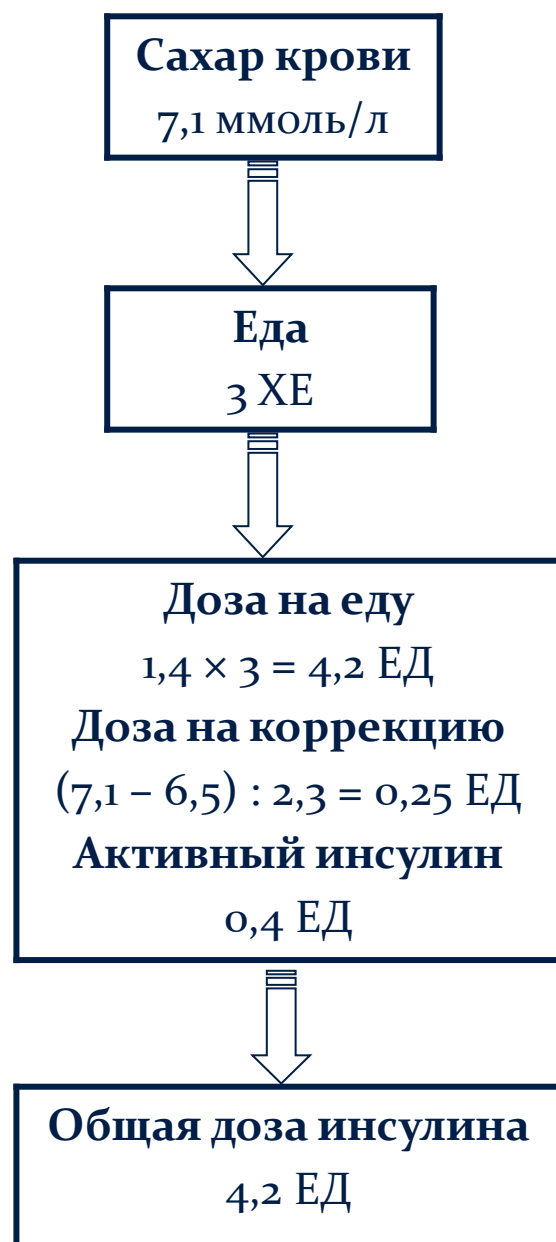 Сахар крови
7,1 ммоль/л
Еда
3 ХЕ
Доза на еду
1,4 × 3 = 4,2 ЕД
Доза на коррекцию
(7,1 – 6,5) : 2,3 = 0,25 ЕД
Активный инсулин
0,4 ЕД
Общая доза инсулина
4,2 ЕД